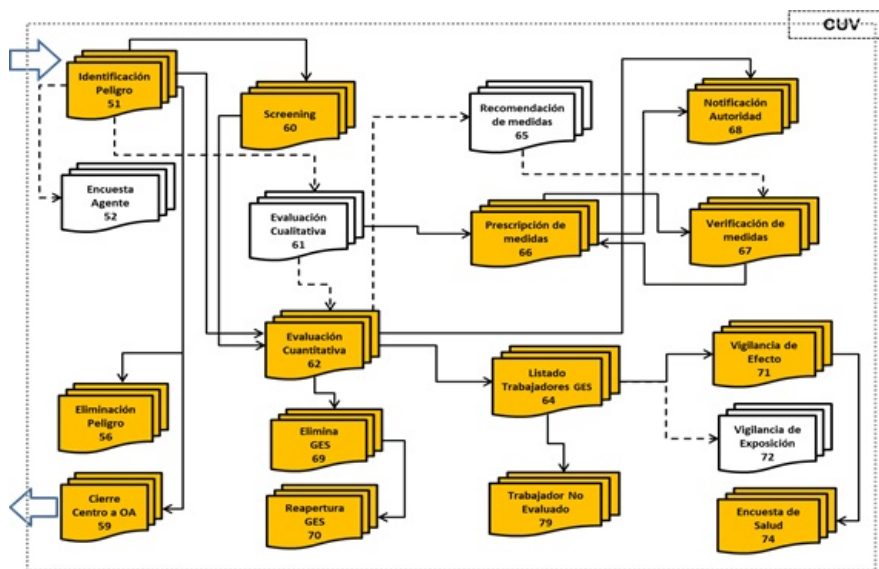 CUV
Identificación
Peligro
51
Screening
60
Recomendación
de medidas
65
Notificación
Autoridad
68
Encuesta
Agente
52
Evaluación
Cualitativa
61
Prescripción de
medidas
66
Verificación de
medidas
67
Evaluación
Cuantitativa
62
Listado
Trabajadores GES
64
Vigilancia de
Efecto
71
Eliminación
Peligro
56
Elimina
GES
69
Vigilancia de
Exposición
72
Cierre
Centro a OA
59
Reapertura
GES
70
Trabajador No
Evaluado
79
Encuesta de
Salud
74